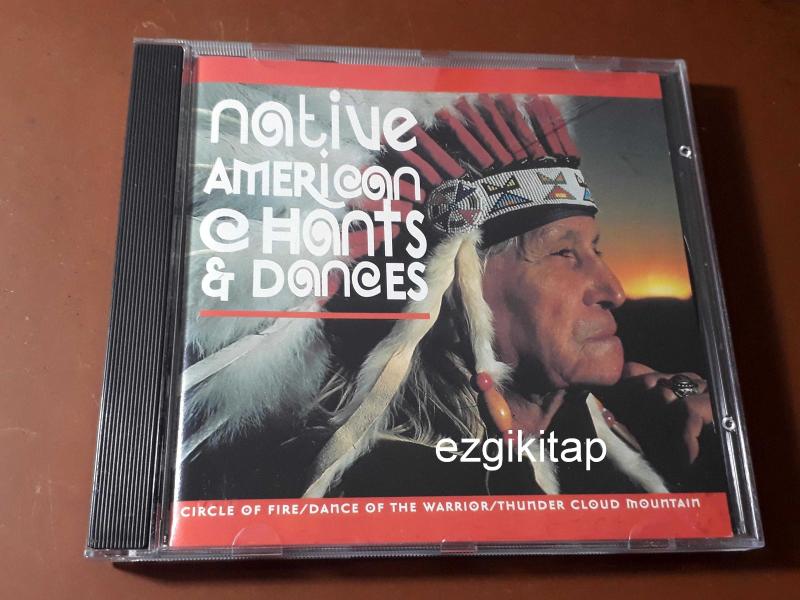 native
AMERICAN
CHANTS
& DANCES
ezgikitap
CIRCLE OF FIRE/DANCE OF THE WARRIOR/THUNDER CLOUD MOUNTAIN